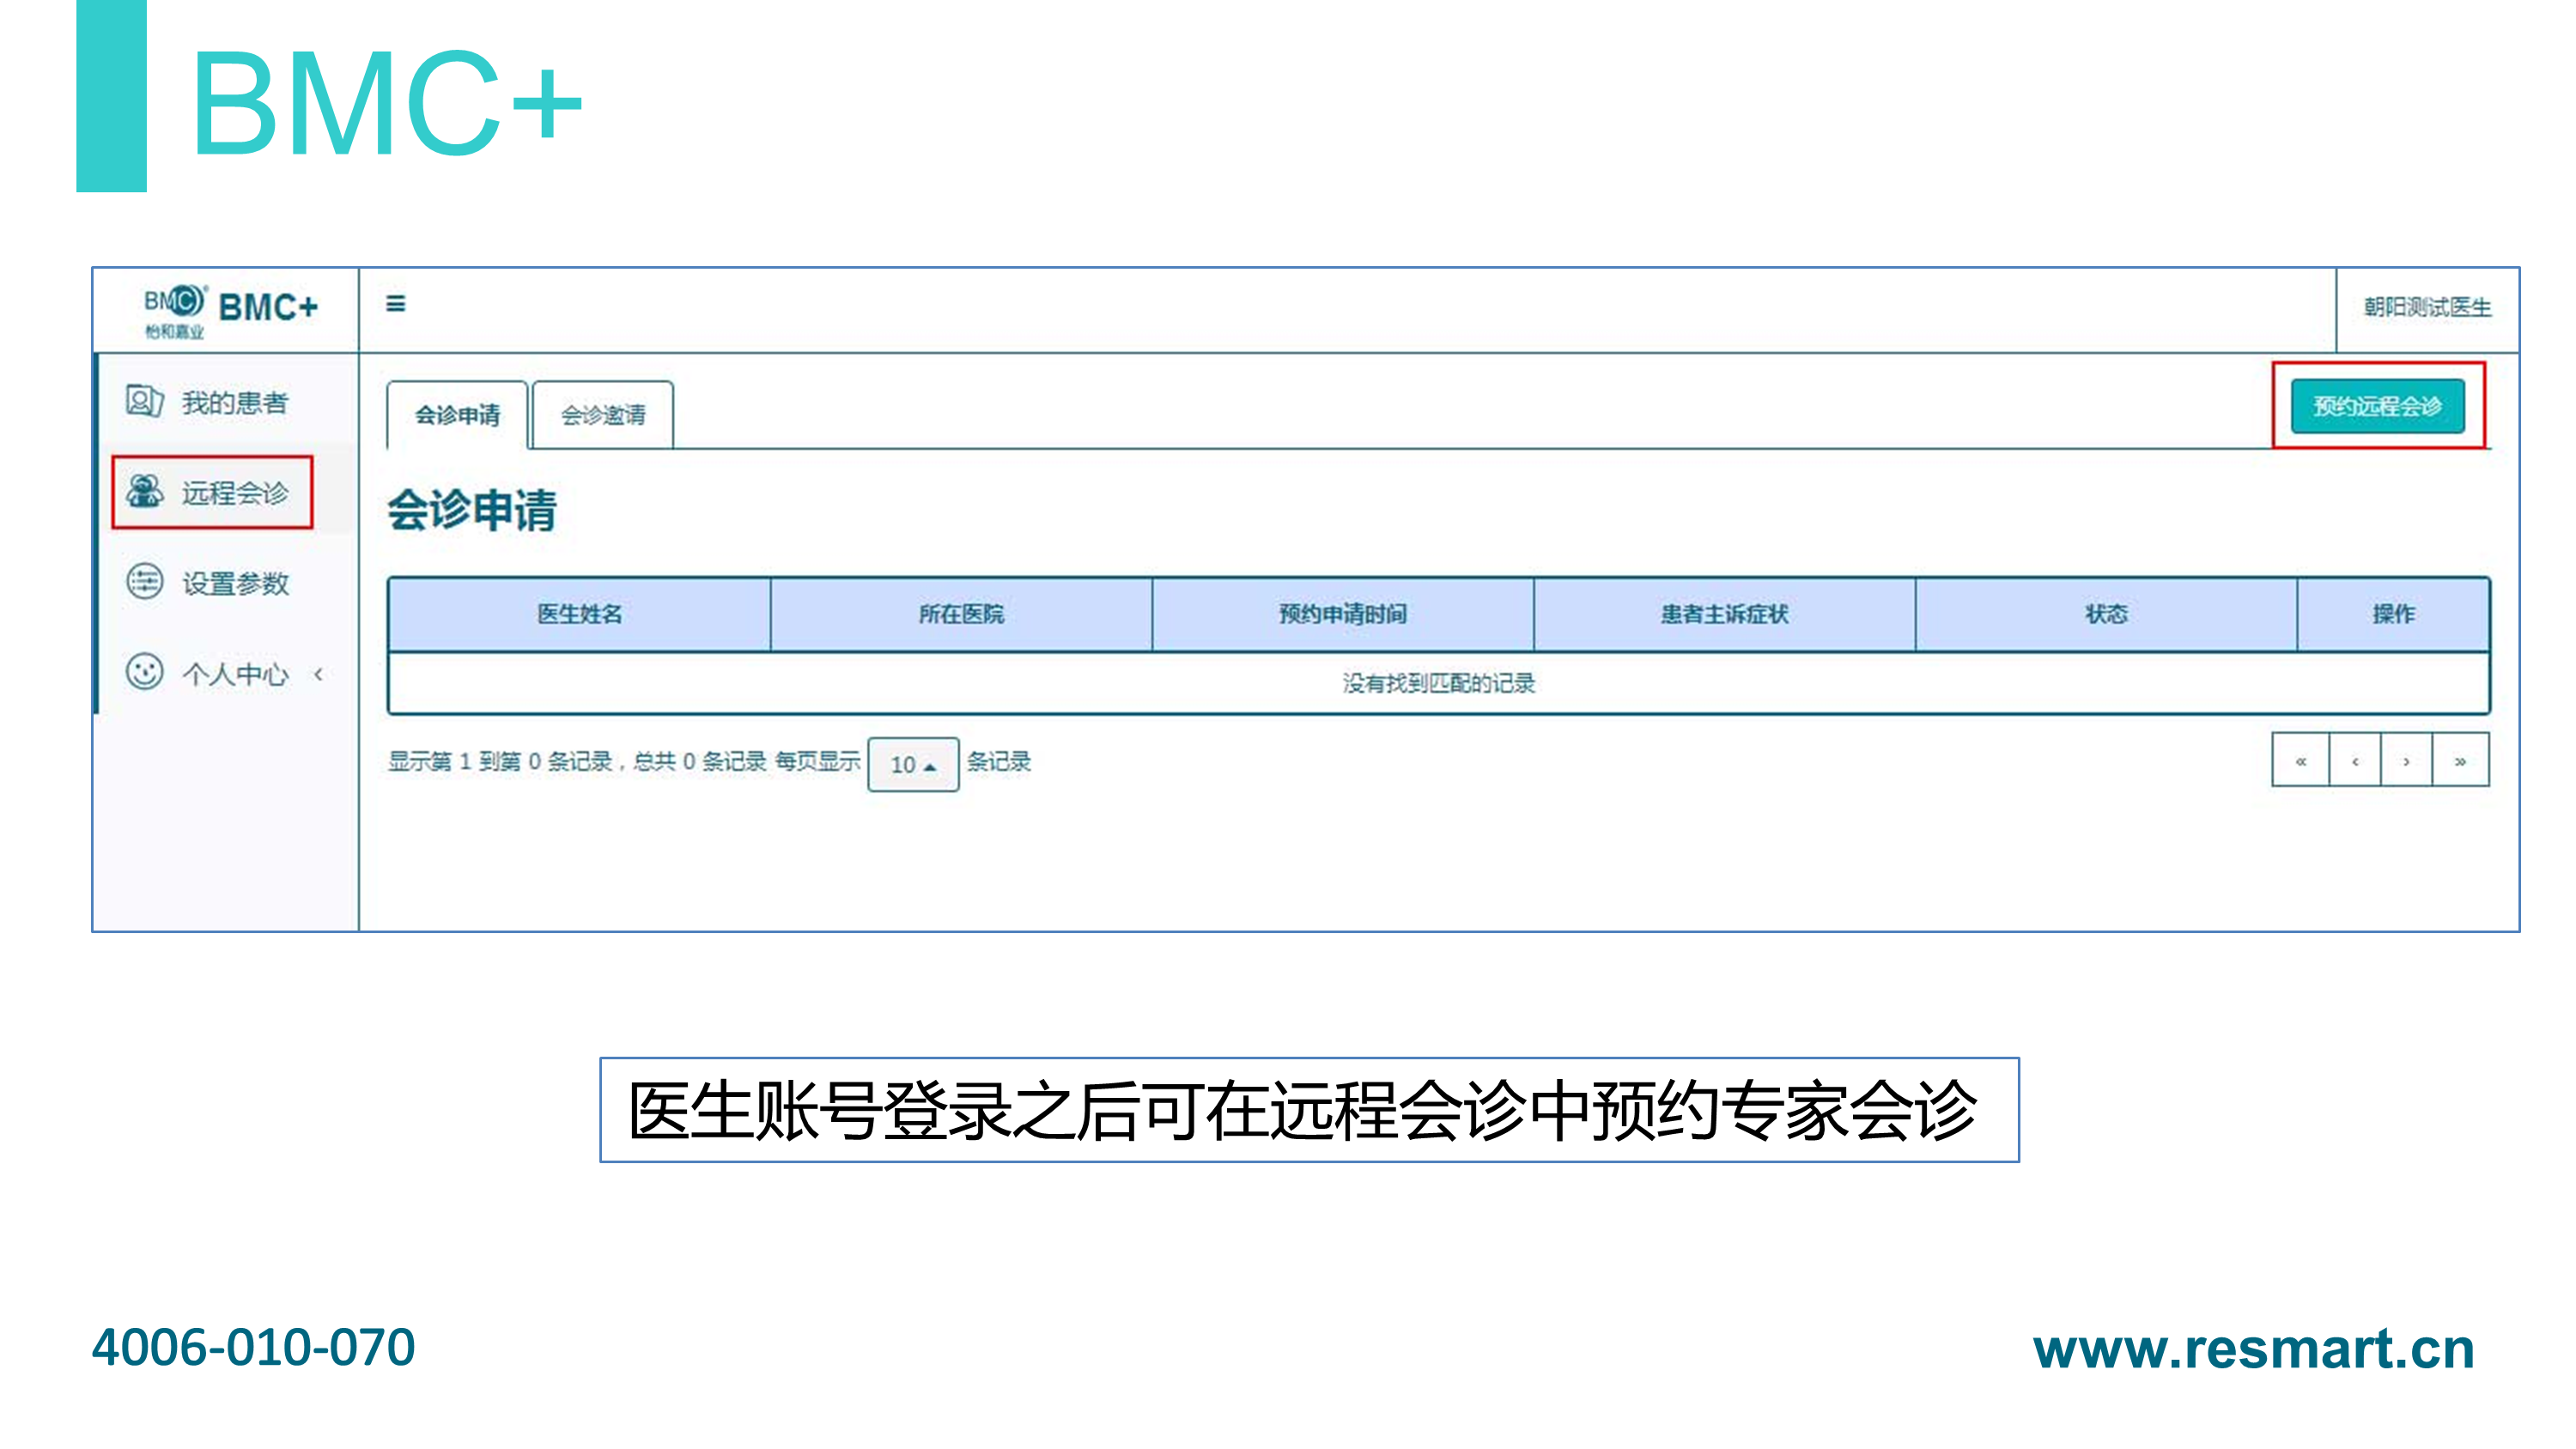 BMC+
BMC 怡和嘉业 BMC+
朝阳测试医生
我的患者
远程会诊
设置参数
个人中心
会诊申请 会诊邀请
预约远程会诊
会诊申请
医生姓名 所在医院 预约申请时间 患者主诉症状 状态 操作
没有找到匹配的记录
显示第 1 到第 0 条记录，总共 0 条记录 每页显示 10 条记录
« ‹ › »
医生账号登录之后可在远程会诊中预约专家会诊
4006-010-070
www.resmart.cn